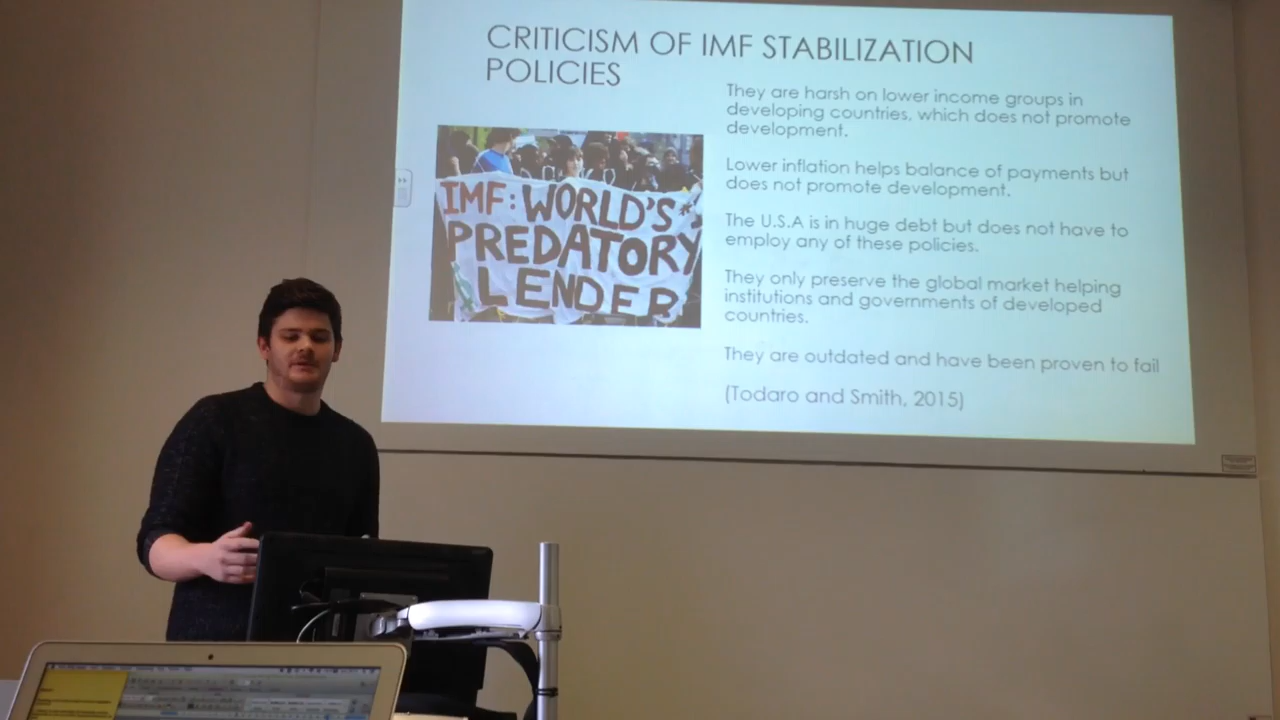 CRITICISM OF IMF STABILIZATION
POLICIES
They are harsh on lower income groups in
developing countries, which does not promote
development.
Lower inflation helps balance of payments but
does not promote development.
The U.S.A is in huge debt but does not have to
employ any of these policies.
They only preserve the global market helping
institutions and governments of developed
countries.
They are outdated and have been proven to fail
(Todaro and Smith, 2015)
IMF: WORLD'S
PREDATORY
LENDER